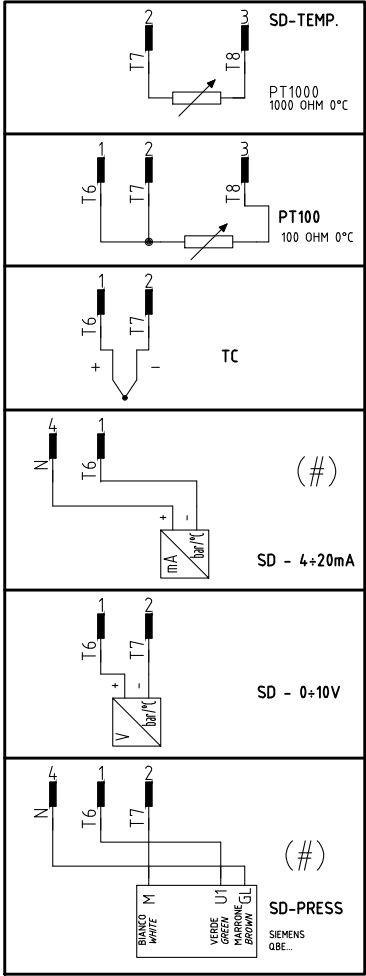 2 3 SD-TEMP.
T7 T8
PT1000
1000 OHM 0°C
1 2 3
T6 T7 T8
PT100
100 OHM 0°C
1 2
T6 T7
+ -
TC
4 1
N T6
(#)
+ -
mA bar/°C
SD - 4÷20mA
1 2
T6 T7
+ -
V bar/°C
SD - 0÷10V
4 1 2
N T6 T7
(#)
M U1 GL
BIANCO
WHITE
VERDE
GREEN
MARRONE
BROWN
SD-PRESS
SIEMENS
QBE...